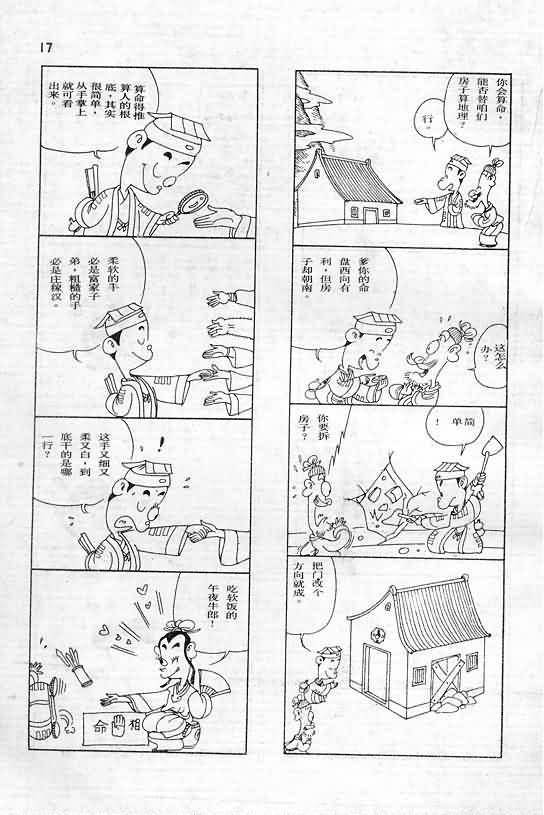 17
你会算命，
能否替咱们
房子算地理？
行。
爹你的命
盘西向有
利，但房
子却朝南。
这怎么
办？
简单！
你要拆
房子？
把门改个
方向就成。
算命得推
算人的根
底，其实
很简单，
从手掌上
就可看
出来。
柔软的手
必是富家子
弟，粗糙的手
必是庄稼汉。
这手又细又
柔又白，到
底干的是哪
一行？
！
吃软饭的
午夜牛郎！
相命